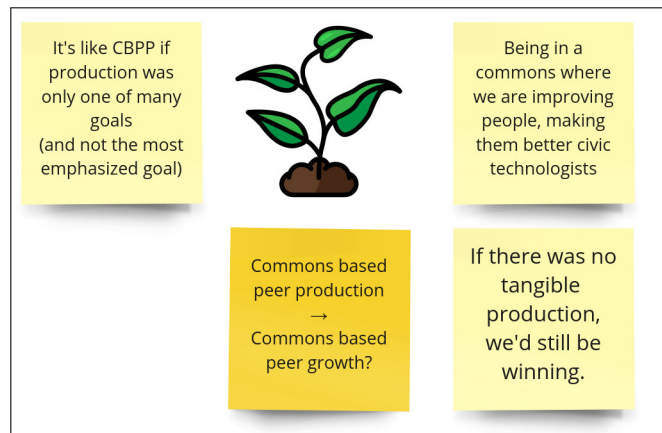 It's like CBPP if
production was
only one of many
goals
(and not the most
emphasized goal)
Being in a
commons where
we are improving
people, making
them better civic
technologists
Commons based
peer production
→
Commons based
peer growth?
If there was no
tangible
production,
we'd still be
winning.